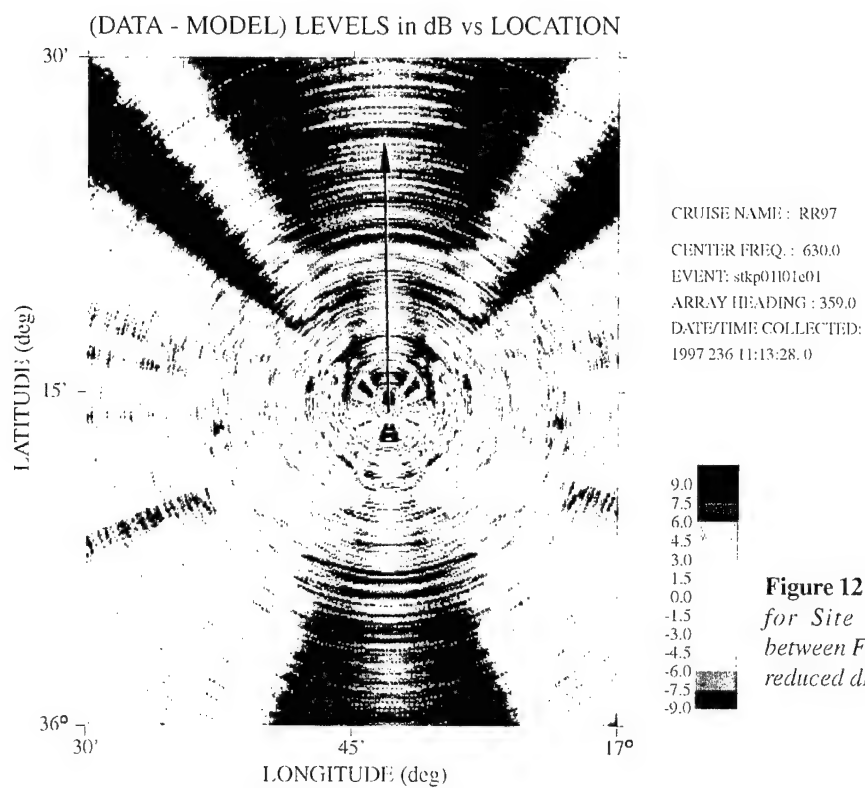 (DATA - MODEL) LEVELS in dB vs LOCATION
30'
15'
36°
LATITUDE (deg)
30'
45'
17°
LONGITUDE (deg)
CRUISE NAME : RR97
CENTER FREQ. : 630.0
EVENT: stkp01l01e01
ARRAY HEADING : 359.0
DATE/TIME COLLECTED:
1997 236 11:13:28. 0
9.0
7.5
6.0
4.5
3.0
1.5
0.0
-1.5
-3.0
-4.5
-6.0
-7.5
-9.0
Figure 12
for Site
between F
reduced d